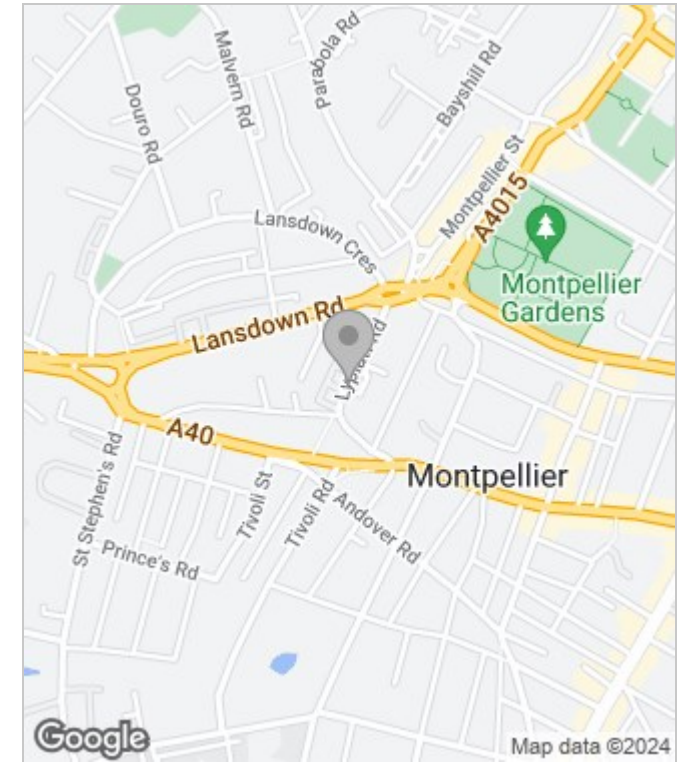 Douro Rd
Malvern Rd
Parabola Rd
Bayshill Rd
Montpellier St
A4015
Lansdown Cres
Montpellier
Gardens
Lansdown Rd
A40
Montpellier
St Stephen's Rd
Tivoli St
Tivoli Rd
Andover Rd
Prince's Rd
Google
Map data ©2024